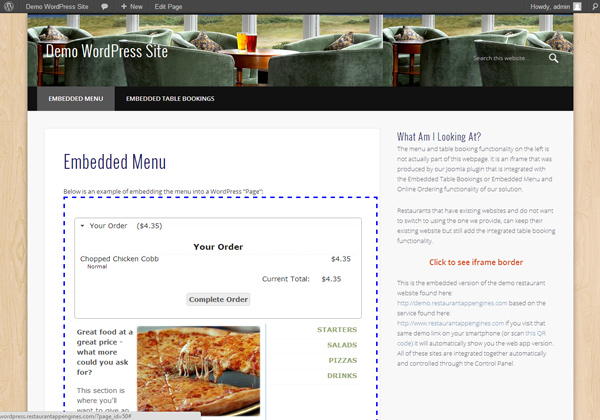 Demo WordPress Site
New
Edit Page
Howdy, admin
Demo WordPress Site
Search this website…
EMBEDDED MENU
EMBEDDED TABLE BOOKINGS
Embedded Menu
Below is an example of embedding the menu into a WordPress "Page":
Your Order ($4.35)
Your Order
Chopped Chicken Cobb $4.35
Normal
Current Total: $4.35
Complete Order
Great food at a
great price -
what more
could you ask
for?
This section is
where you'll
want to give an
STARTERS
SALADS
PIZZAS
DRINKS
What Am I Looking At?
The menu and table booking functionality on the left is
not actually part of this webpage. It is an iframe that was
produced by our Joomla plugin that is integrated with
the Embedded Table Bookings or Embedded Menu and
Online Ordering functionality of our solution.
Restaurants that have existing websites and do not want
to switch to using the one we provide, can keep their
existing website but still add the integrated table booking
functionality.
Click to see iframe border
This is the embedded version of the demo restaurant
website found here:
http://demo.restaurantappengines.com based on the
service found here:
http://www.restaurantappengines.com If you visit that
same demo link on your smartphone (or scan this QR
code) it will automatically show you the web app version.
All of these sites are integrated together automatically
and controlled through the Control Panel.
wordpress.restaurantappengines.com/?page_id=50#